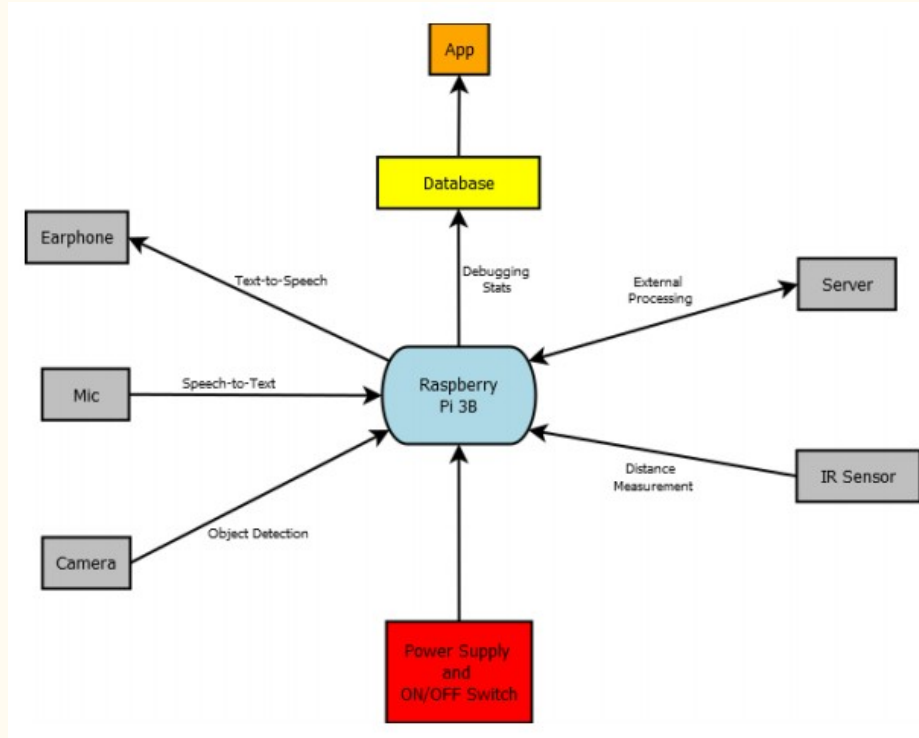 App
Database
Earphone
Text-to-Speech
Debugging
Stats
External
Processing
Server
Mic
Speech-to-Text
Raspberry
Pi 3B
Distance
Measurement
IR Sensor
Camera
Object Detection
Power Supply
and
ON/OFF Switch